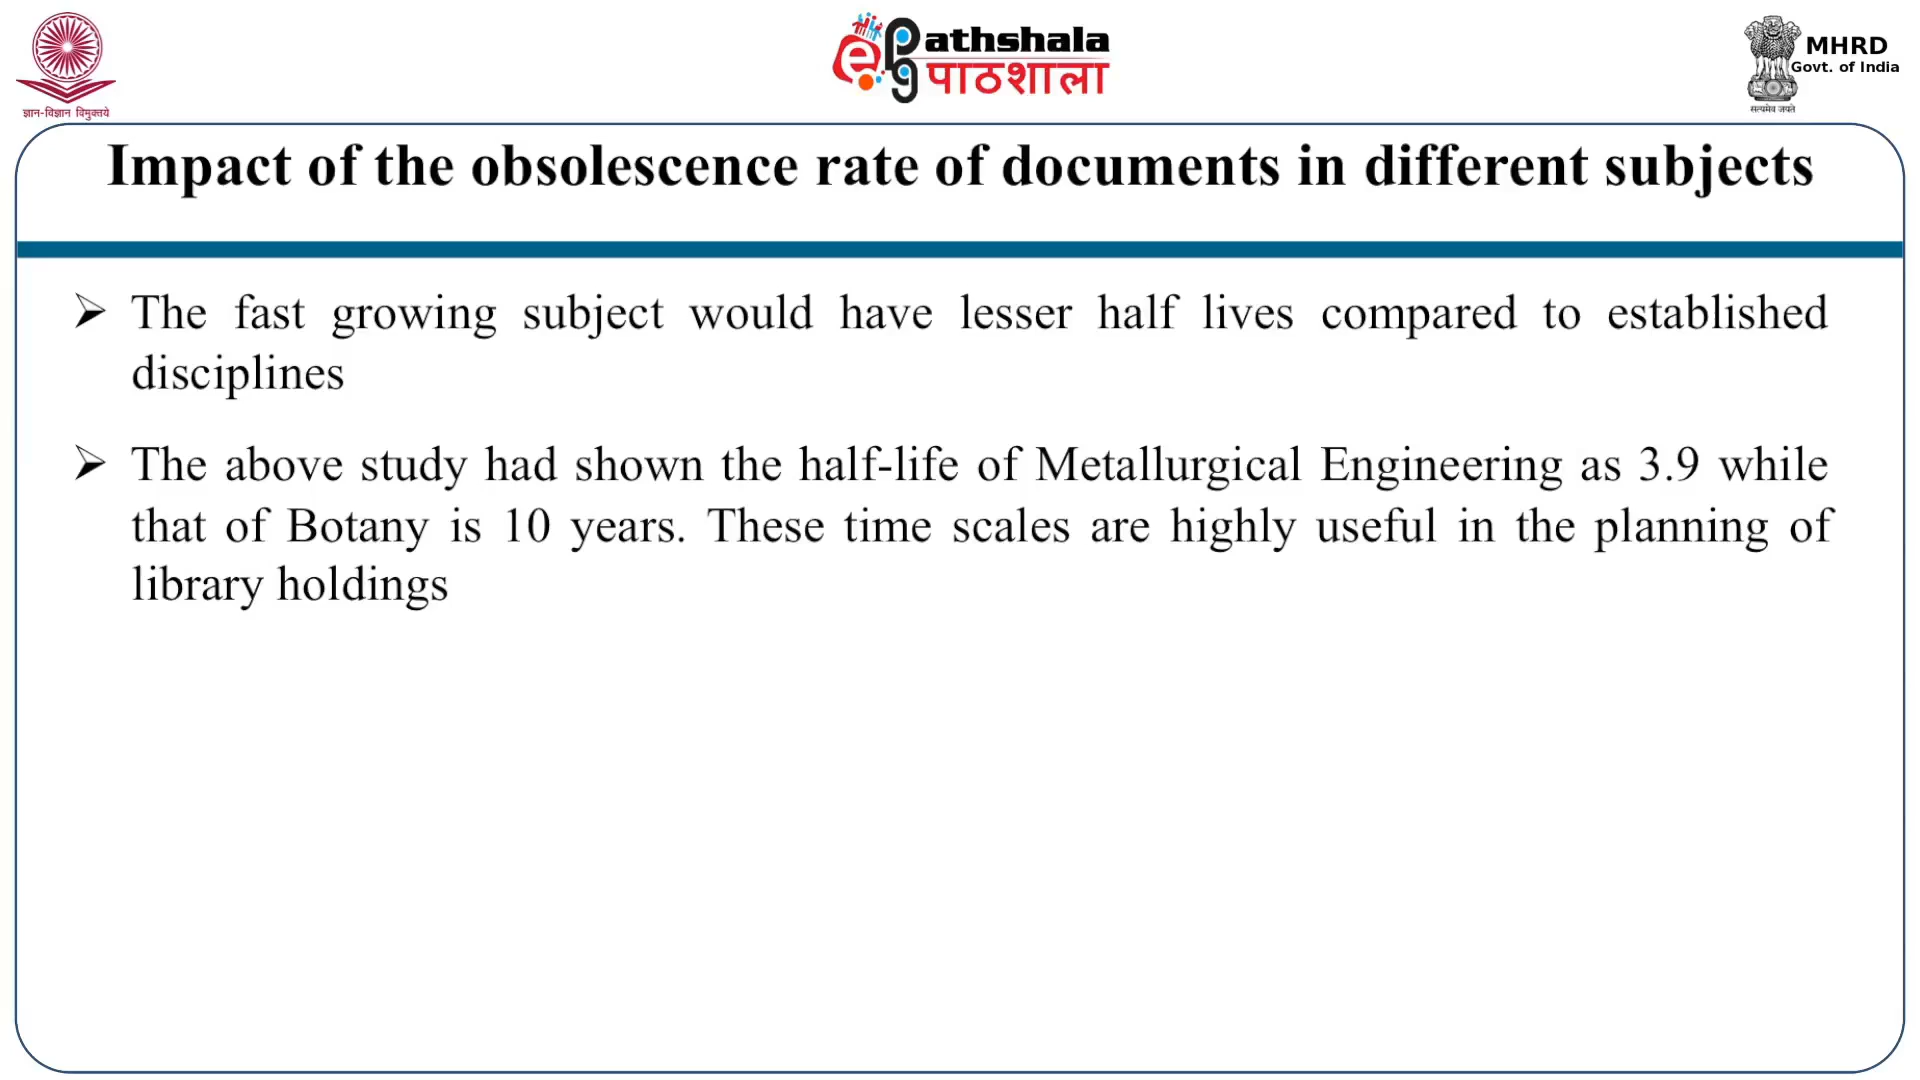 ज्ञान-विज्ञान विमुक्तये
ePathshala
पाठशाला
MHRD
Govt. of India
सत्यमेव जयते
Impact of the obsolescence rate of documents in different subjects
➢ The fast growing subject would have lesser half lives compared to established
disciplines
➢ The above study had shown the half-life of Metallurgical Engineering as 3.9 while
that of Botany is 10 years. These time scales are highly useful in the planning of
library holdings